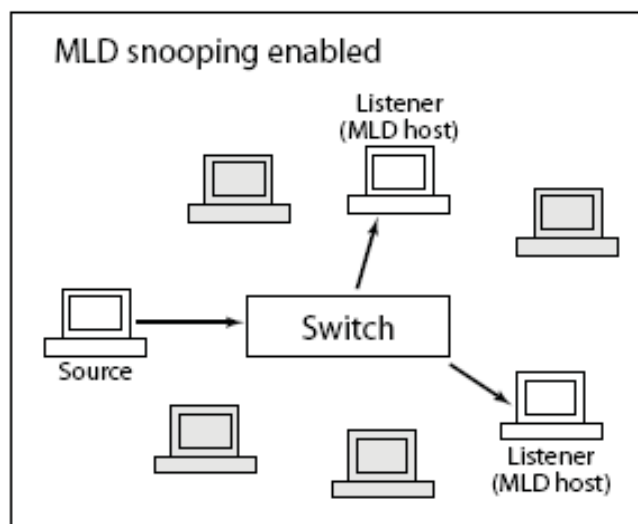 MLD snooping enabled
Listener
(MLD host)
Switch
Source
Listener
(MLD host)